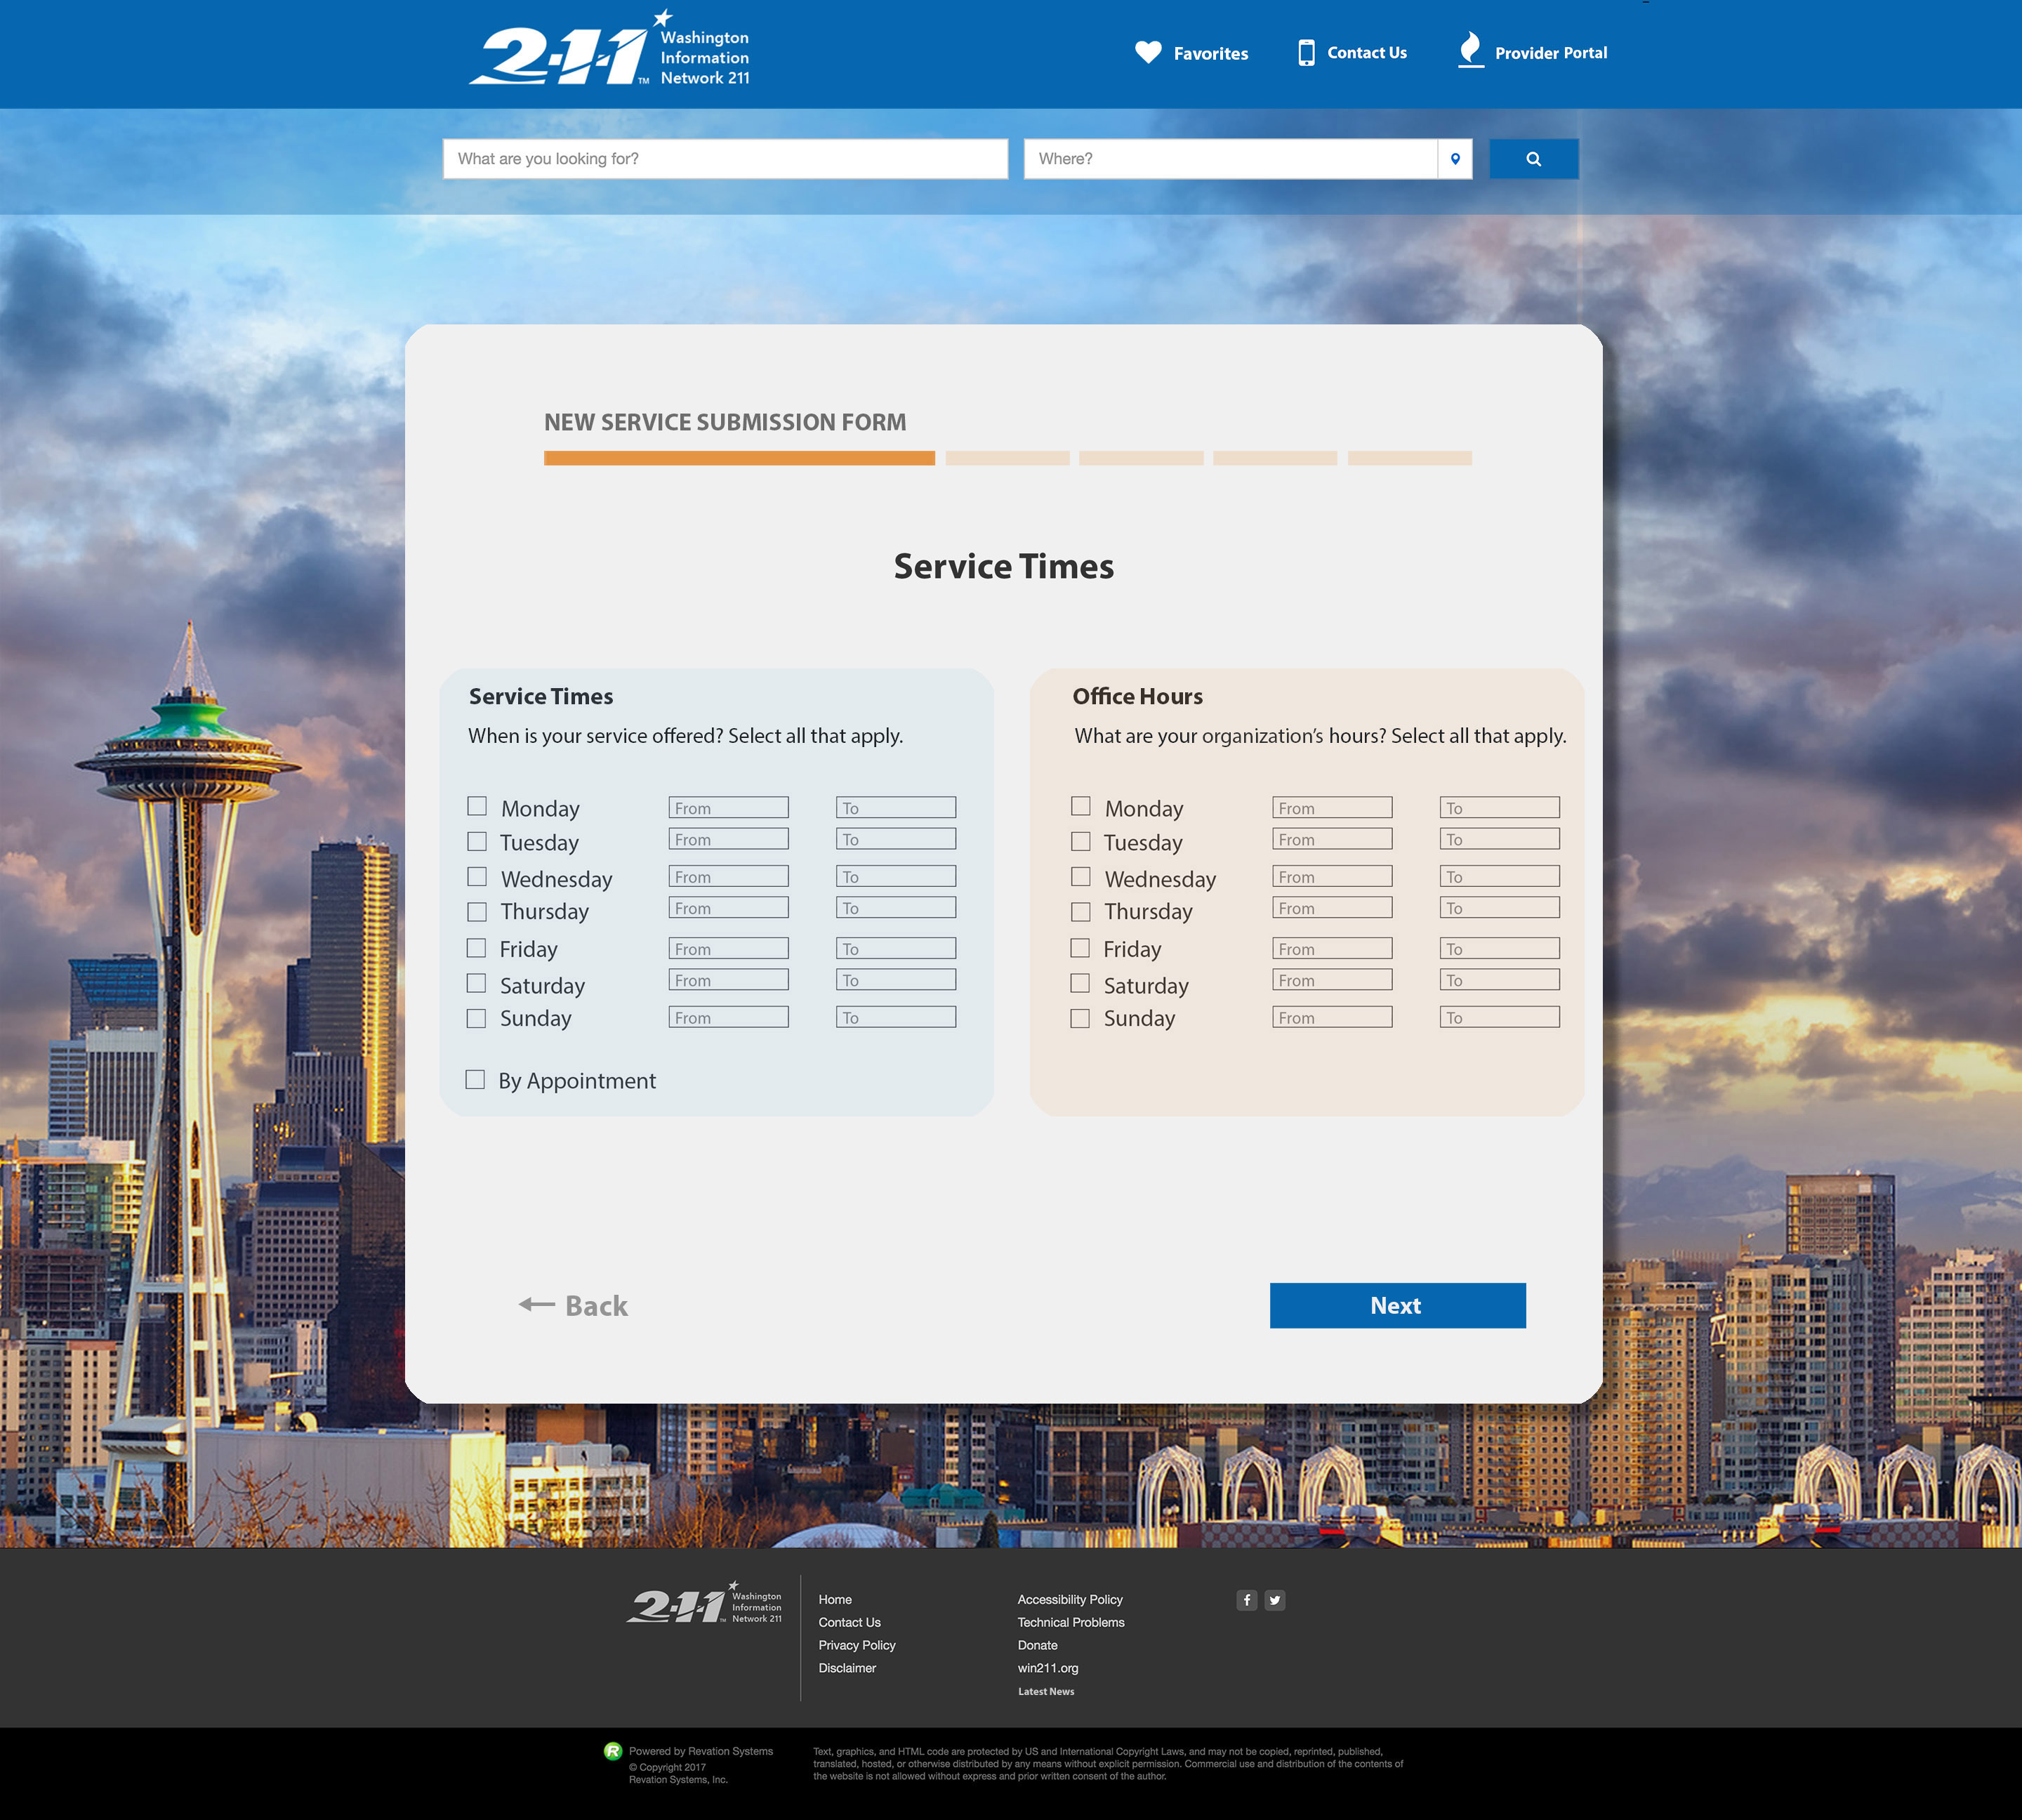 2-1-1 ™
Washington
Information
Network 211
Favorites
Contact Us
Provider Portal
What are you looking for?
Where?
NEW SERVICE SUBMISSION FORM
Service Times
Service Times
When is your service offered? Select all that apply.
Monday From To
Tuesday From To
Wednesday From To
Thursday From To
Friday From To
Saturday From To
Sunday From To
By Appointment
Office Hours
What are your organization's hours? Select all that apply.
Monday From To
Tuesday From To
Wednesday From To
Thursday From To
Friday From To
Saturday From To
Sunday From To
Back
Next
2-1-1 ™
Washington
Information
Network 211
Home
Contact Us
Privacy Policy
Disclaimer
Accessibility Policy
Technical Problems
Donate
win211.org
Latest News
R
Powered by Revation Systems
© Copyright 2017
Revation Systems, Inc.
Text, graphics, and HTML code are protected by US and International Copyright Laws, and may not be copied, reprinted, published,
translated, hosted, or otherwise distributed by any means without explicit permission. Commercial use and distribution of the contents of
the website is not allowed without express and prior written consent of the author.